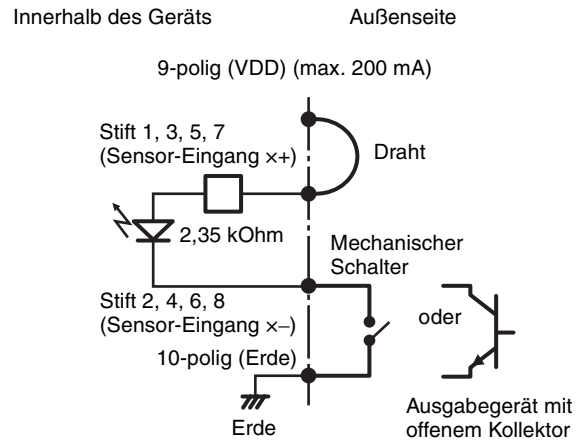 Innerhalb des Geräts
Außenseite
9-polig (VDD) (max. 200 mA)
Stift 1, 3, 5, 7
(Sensor-Eingang ×+)
Draht
2,35 kOhm
Mechanischer
Schalter
Stift 2, 4, 6, 8
(Sensor-Eingang ×–)
oder
10-polig (Erde)
Erde
Ausgabegerät mit
offenem Kollektor